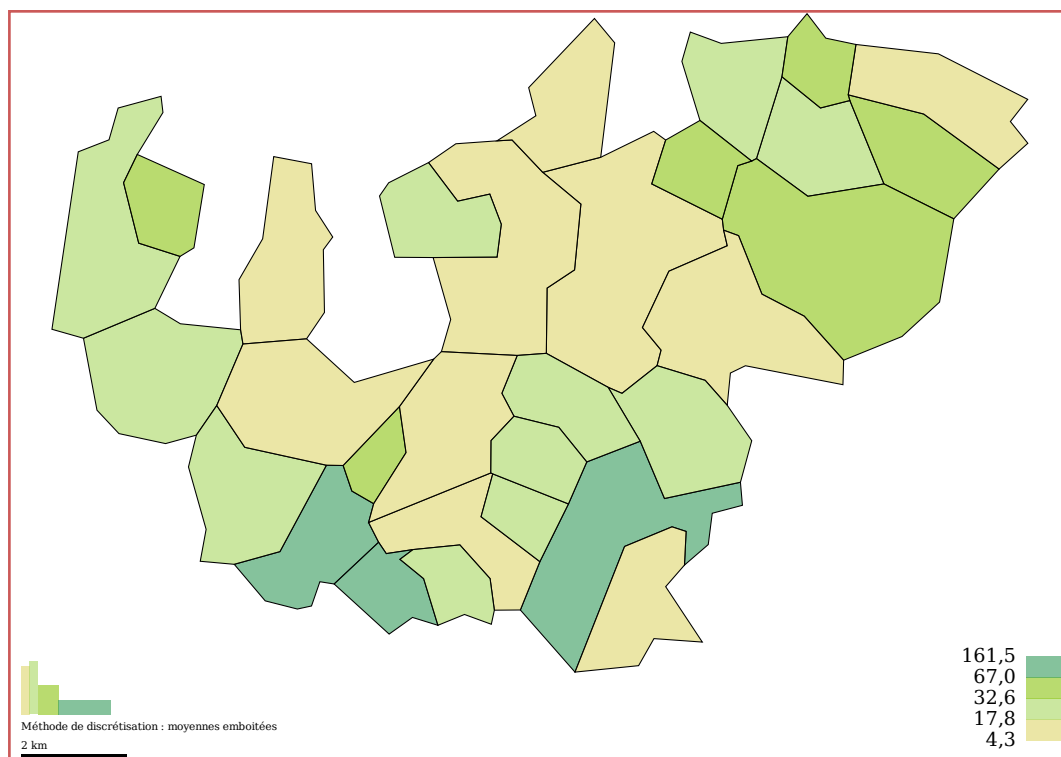 161,5
67,0
32,6
17,8
4,3
Méthode de discrétisation : moyennes emboitées
2 km